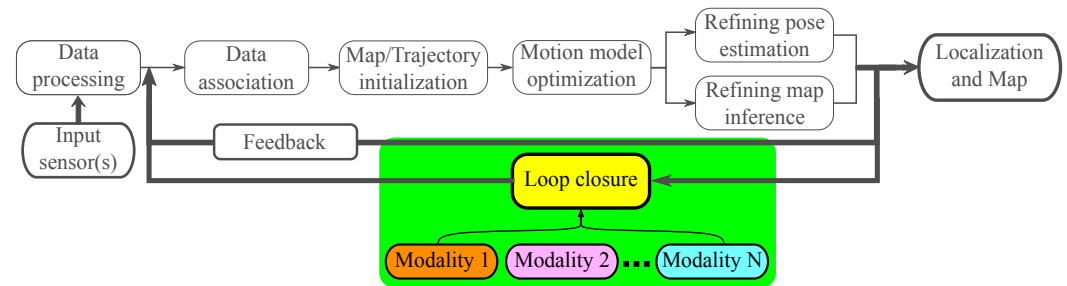 Data
processing
Data
association
Map/Trajectory
initialization
Motion model
optimization
Refining pose
estimation
Refining map
inference
Localization
and Map
Input
sensor(s)
Feedback
Loop closure
Modality 1
Modality 2
Modality N